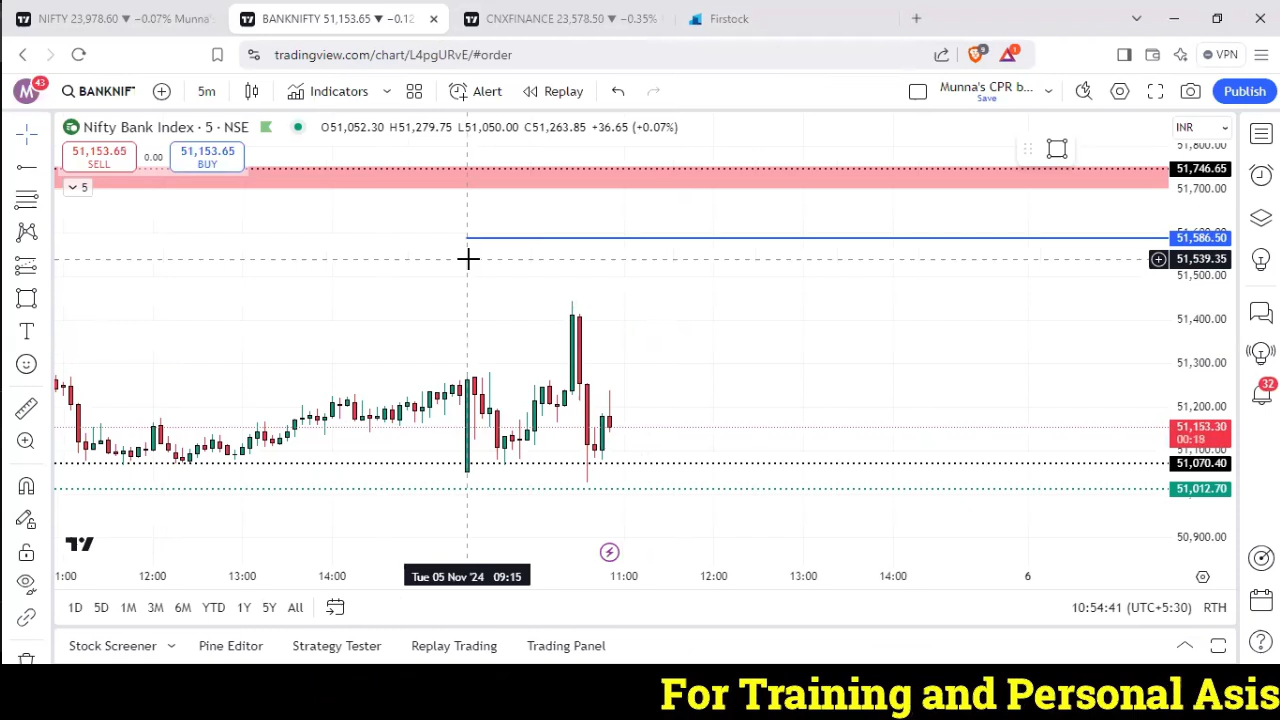 NIFTY 23,978.60 ▼ −0.07% Munna'
BANKNIFTY 51,153.65 ▼ −0.12
CNXFINANCE 23,578.50 ▼ −0.35%
Firstock
tradingview.com/chart/L4pgURvE/#order
9
1
VPN
M
43
BANKNIF
5m
Indicators
Alert
Replay
Munna's CPR b...
Save
Publish
Nifty Bank Index · 5 · NSE
O51,052.30 H51,279.75 L51,050.00 C51,263.85 +36.65 (+0.07%)
INR
51,153.65
SELL
0.00
51,153.65
BUY
5
51,800.00
51,746.65
51,700.00
51,586.50
51,539.35
51,500.00
51,400.00
51,300.00
51,200.00
51,153.30
00:18
51,070.40
51,012.70
50,900.00
32
1:00
12:00
13:00
14:00
Tue 05 Nov '24 09:15
11:00
12:00
13:00
14:00
6
1D 5D 1M 3M 6M YTD 1Y 5Y All
10:54:41 (UTC+5:30) RTH
Stock Screener
Pine Editor
Strategy Tester
Replay Trading
Trading Panel
For Training and Personal Asis